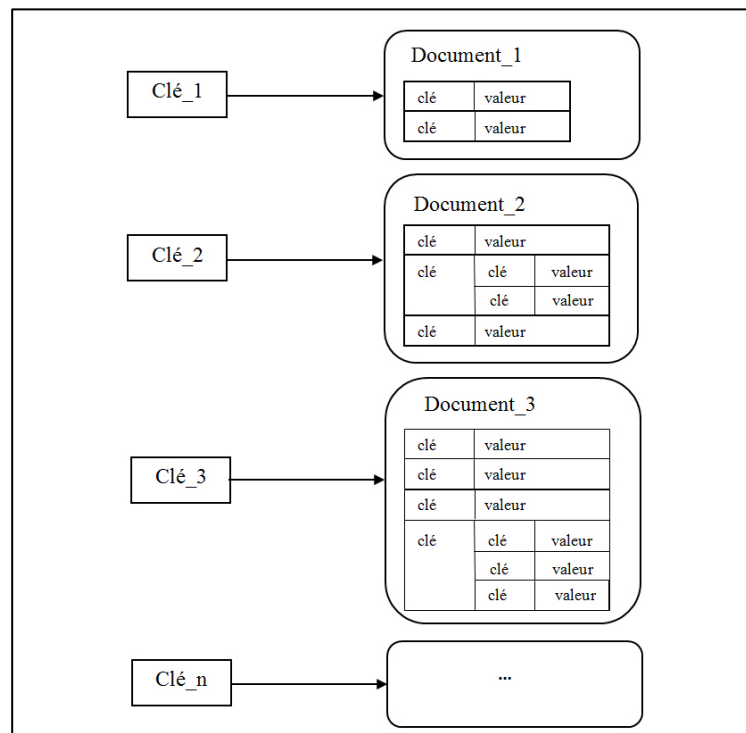 Document_1
Clé_1
clé valeur
clé valeur
Document_2
clé valeur
Clé_2
clé clé valeur
clé valeur
clé valeur
Document_3
clé valeur
Clé_3
clé valeur
clé valeur
clé clé valeur
clé valeur
clé valeur
Clé_n
...